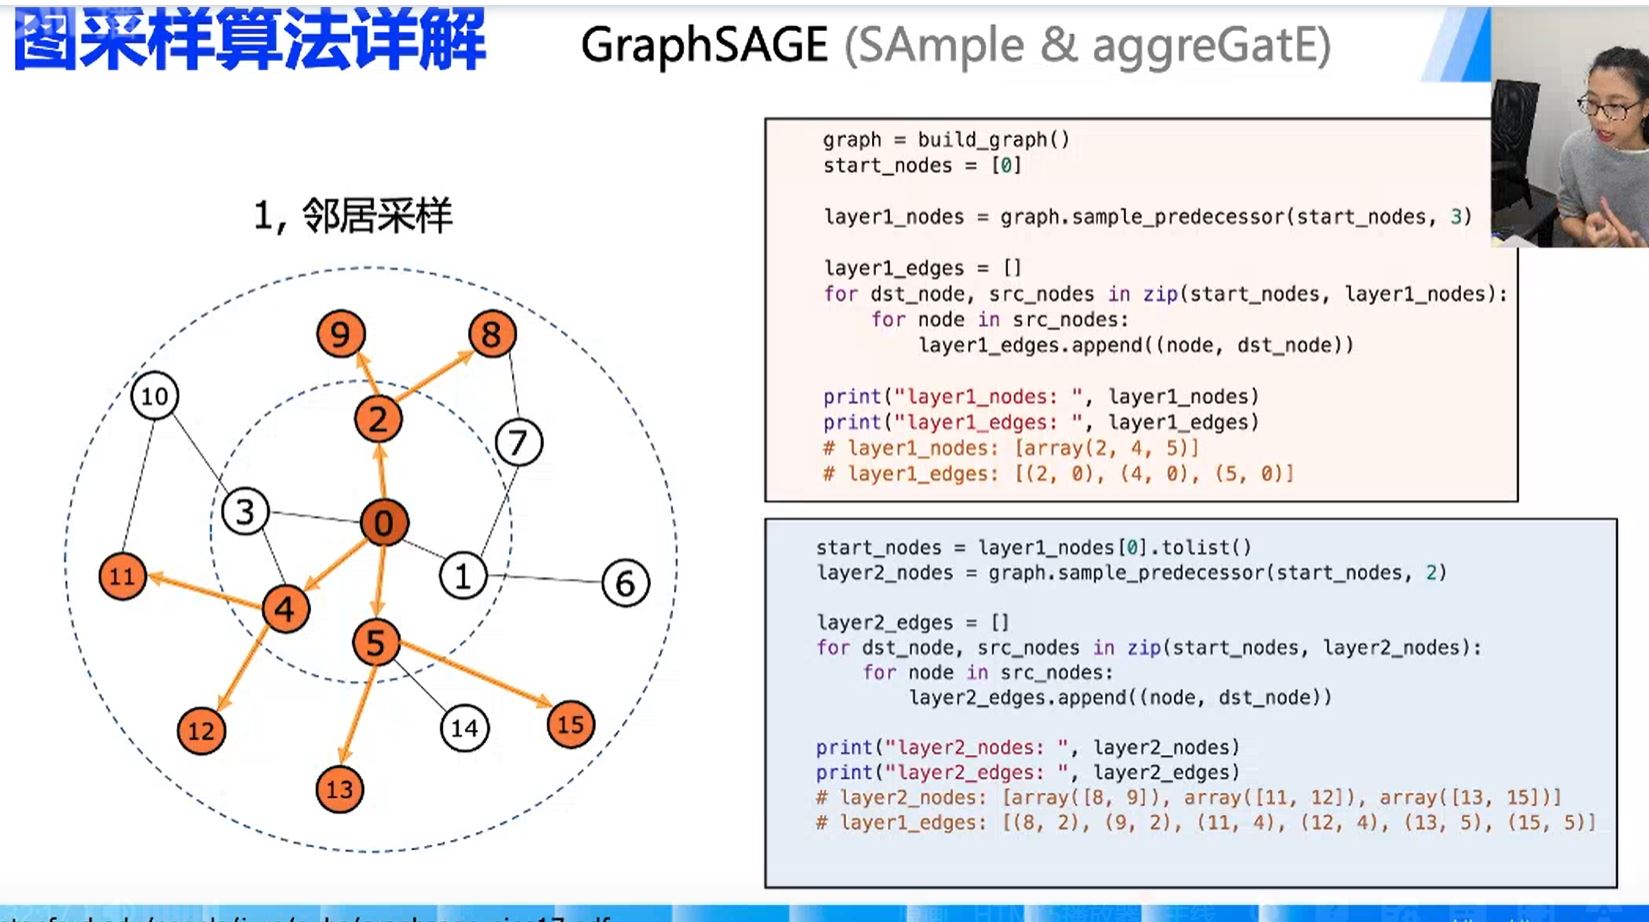 图采样算法详解
GraphSAGE (SAmple & aggreGatE)
1, 邻居采样
9
8
10
2
7
3
0
1
6
11
4
5
12
14
15
13
graph = build_graph()
start_nodes = [0]
layer1_nodes = graph.sample_predecessor(start_nodes, 3)
layer1_edges = []
for dst_node, src_nodes in zip(start_nodes, layer1_nodes):
for node in src_nodes:
layer1_edges.append((node, dst_node))
print("layer1_nodes: ", layer1_nodes)
print("layer1_edges: ", layer1_edges)
# layer1_nodes: [array(2, 4, 5)]
# layer1_edges: [(2, 0), (4, 0), (5, 0)]
start_nodes = layer1_nodes[0].tolist()
layer2_nodes = graph.sample_predecessor(start_nodes, 2)
layer2_edges = []
for dst_node, src_nodes in zip(start_nodes, layer2_nodes):
for node in src_nodes:
layer2_edges.append((node, dst_node))
print("layer2_nodes: ", layer2_nodes)
print("layer2_edges: ", layer2_edges)
# layer2_nodes: [array([8, 9]), array([11, 12]), array([13, 15])]
# layer1_edges: [(8, 2), (9, 2), (11, 4), (12, 4), (13, 5), (15, 5)]